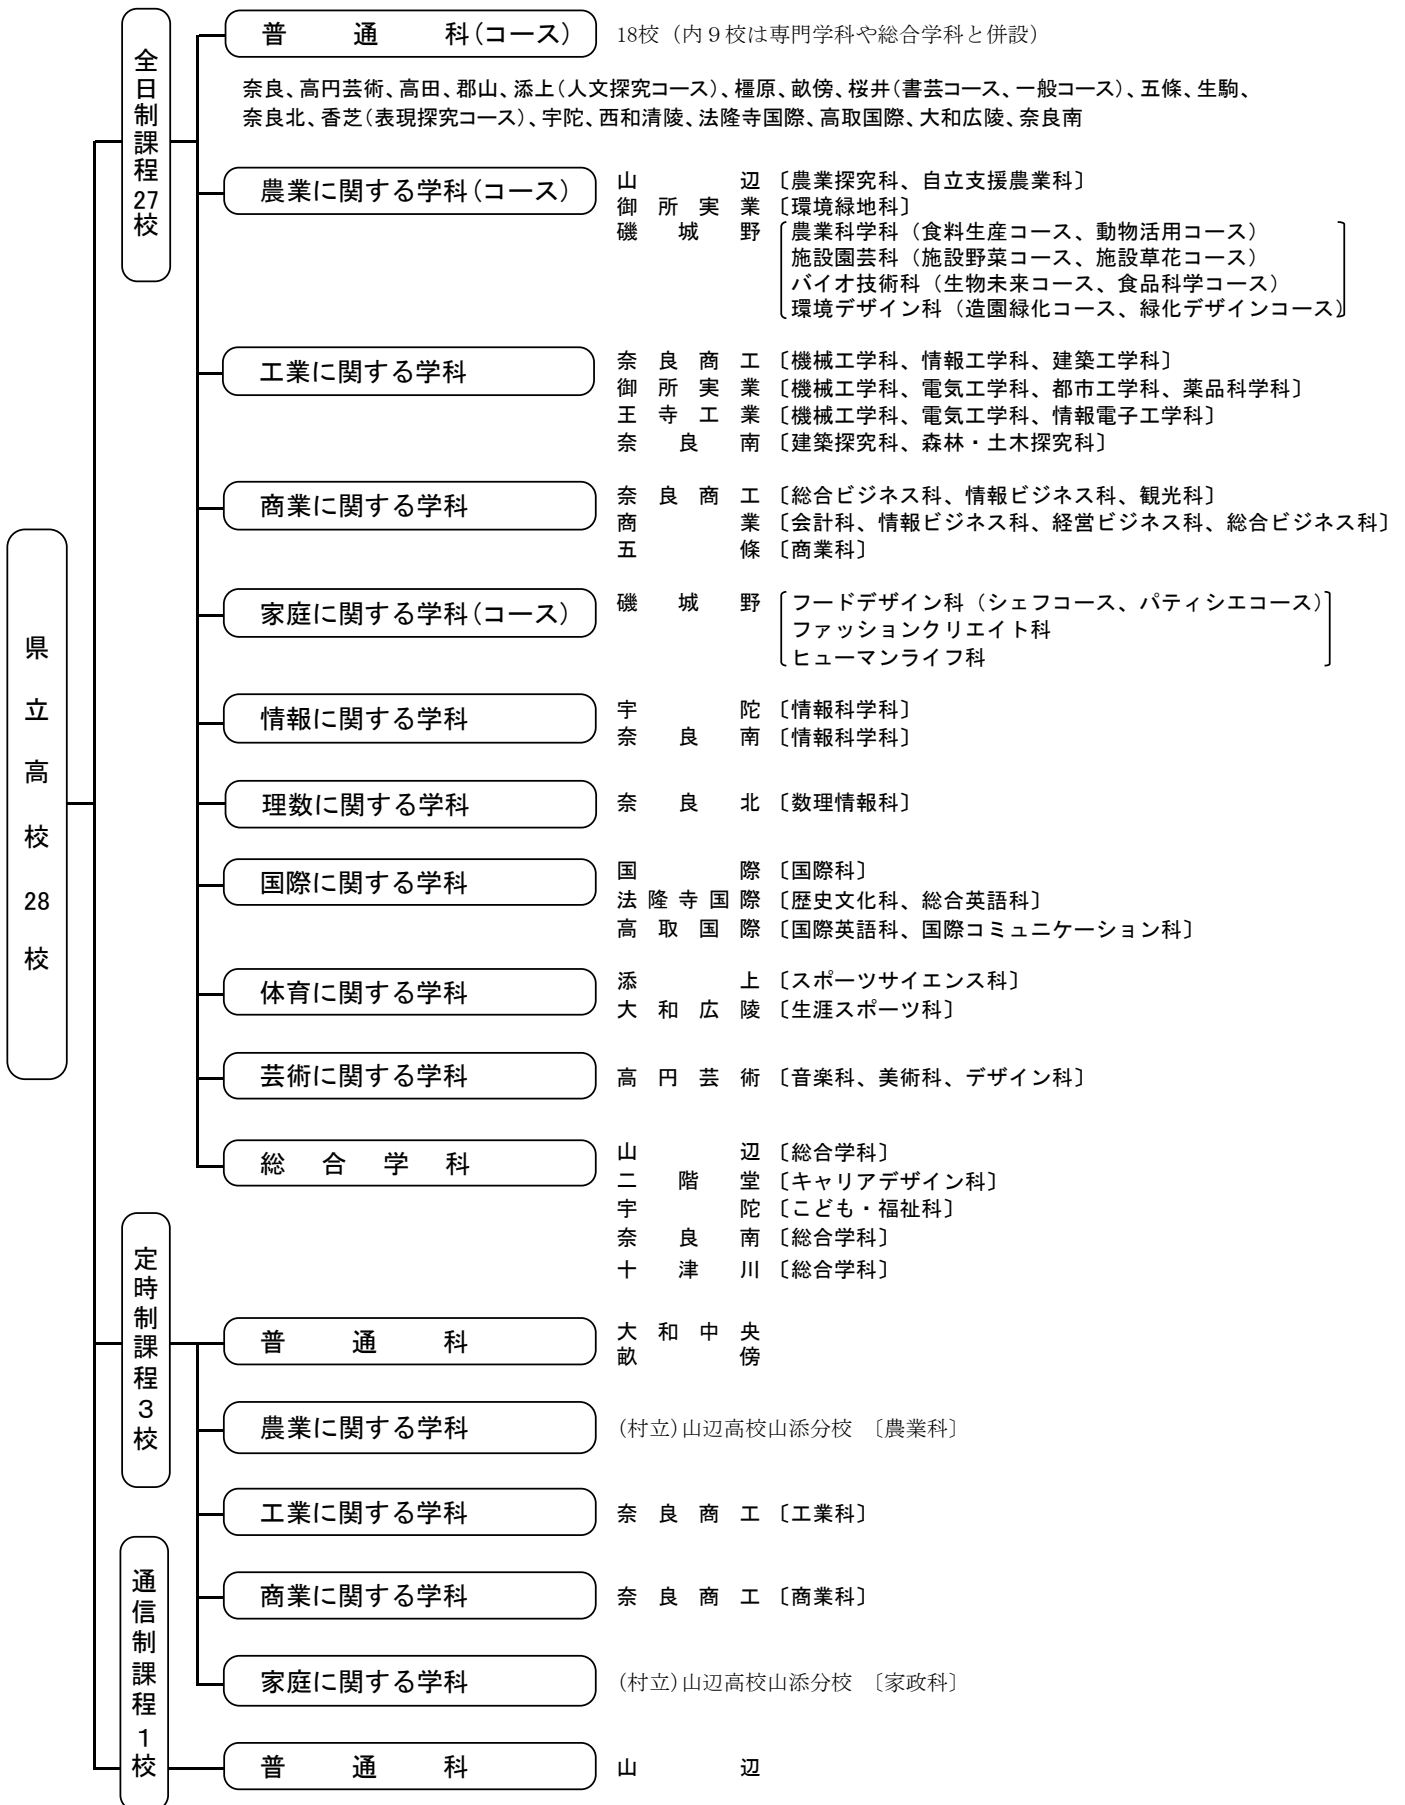 県立高校28校
全日制課程27校
普通科(コース)
18校（内９校は専門学科や総合学科と併設）
奈良、高円芸術、高田、郡山、添上(人文探究コース)、橿原、畝傍、桜井(書芸コース、一般コース)、五條、生駒、
奈良北、香芝(表現探究コース)、宇陀、西和清陵、法隆寺国際、高取国際、大和広陵、奈良南
農業に関する学科(コース)
山辺〔農業探究科、自立支援農業科〕
御所実業〔環境緑地科〕
磯城野 農業科学科（食料生産コース、動物活用コース）
施設園芸科（施設野菜コース、施設草花コース）
バイオ技術科（生物未来コース、食品科学コース）
環境デザイン科（造園緑化コース、緑化デザインコース）
工業に関する学科
奈良商工〔機械工学科、情報工学科、建築工学科〕
御所実業〔機械工学科、電気工学科、都市工学科、薬品科学科〕
王寺工業〔機械工学科、電気工学科、情報電子工学科〕
奈良南〔建築探究科、森林・土木探究科〕
商業に関する学科
奈良商工〔総合ビジネス科、情報ビジネス科、観光科〕
商業〔会計科、情報ビジネス科、経営ビジネス科、総合ビジネス科〕
五條〔商業科〕
家庭に関する学科(コース)
磯城野 フードデザイン科（シェフコース、パティシエコース）
ファッションクリエイト科
ヒューマンライフ科
情報に関する学科
宇陀〔情報科学科〕
奈良南〔情報科学科〕
理数に関する学科
奈良北〔数理情報科〕
国際に関する学科
国際〔国際科〕
法隆寺国際〔歴史文化科、総合英語科〕
高取国際〔国際英語科、国際コミュニケーション科〕
体育に関する学科
添上〔スポーツサイエンス科〕
大和広陵〔生涯スポーツ科〕
芸術に関する学科
高円芸術〔音楽科、美術科、デザイン科〕
総合学科
山辺〔総合学科〕
二階堂〔キャリアデザイン科〕
宇陀〔こども・福祉科〕
奈良南〔総合学科〕
十津川〔総合学科〕
定時制課程３校
普通科
大和中央
畝傍
農業に関する学科
(村立)山辺高校山添分校　〔農業科〕
工業に関する学科
奈良商工〔工業科〕
商業に関する学科
奈良商工〔商業科〕
家庭に関する学科
(村立)山辺高校山添分校　〔家政科〕
通信制課程１校
普通科
山辺